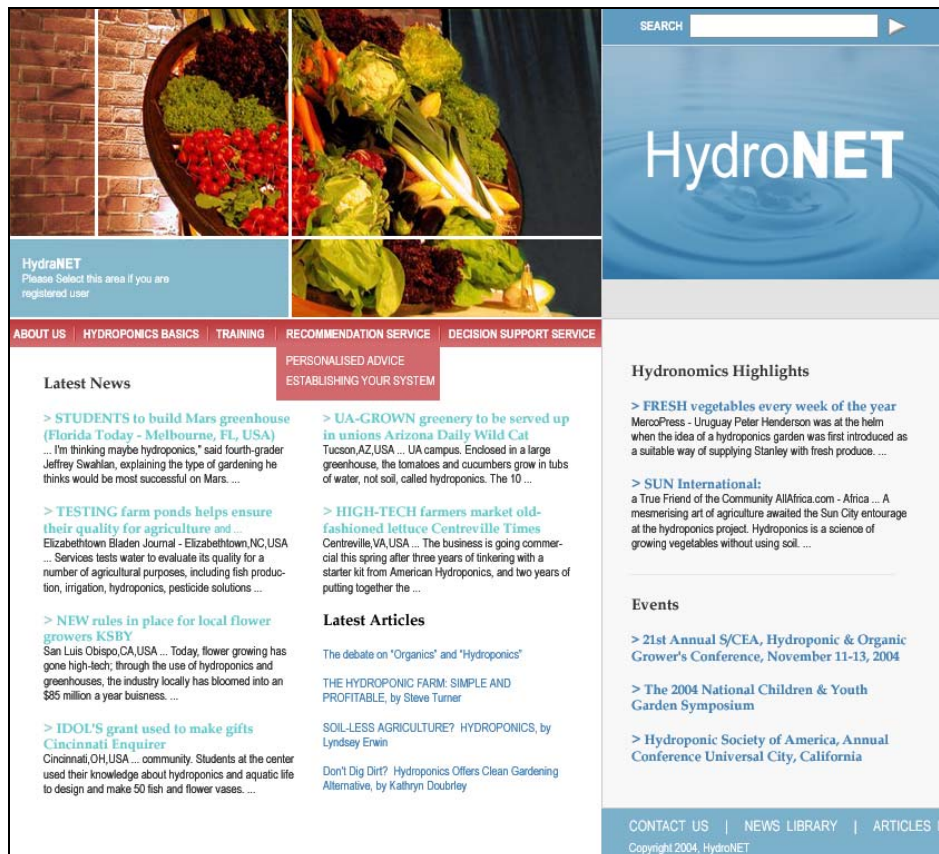 SEARCH
HydroNET
HydraNET
Please Select this area if you are
registered user
ABOUT US
HYDROPONICS BASICS
TRAINING
RECOMMENDATION SERVICE
DECISION SUPPORT SERVICE
PERSONALISED ADVICE
ESTABLISHING YOUR SYSTEM
Latest News
> STUDENTS to build Mars greenhouse
(Florida Today - Melbourne, FL, USA)
... I'm thinking maybe hydroponics," said fourth-grader
Jeffrey Swahlan, explaining the type of gardening he
thinks would be most successful on Mars. ...
> TESTING farm ponds helps ensure
their quality for agriculture and ...
Elizabethtown Bladen Journal - Elizabethtown,NC,USA
... Services tests water to evaluate its quality for a
number of agricultural purposes, including fish produc-
tion, irrigation, hydroponics, pesticide solutions ...
> NEW rules in place for local flower
growers KSBY
San Luis Obispo,CA,USA ... Today, flower growing has
gone high-tech; through the use of hydroponics and
greenhouses, the industry locally has bloomed into an
$85 million a year buisness. ...
> IDOL'S grant used to make gifts
Cincinnati Enquirer
Cincinnati,OH,USA ... community. Students at the center
used their knowledge about hydroponics and aquatic life
to design and make 50 fish and flower vases. ...
> UA-GROWN greenery to be served up
in unions Arizona Daily Wild Cat
Tucson,AZ,USA ... UA campus. Enclosed in a large
greenhouse, the tomatoes and cucumbers grow in tubs
of water, not soil, called hydroponics. The 10 ...
> HIGH-TECH farmers market old-
fashioned lettuce Centreville Times
Centreville,VA,USA ... The business is going commer-
cial this spring after three years of tinkering with a
starter kit from American Hydroponics, and two years of
putting together the ...
Latest Articles
The debate on "Organics" and "Hydroponics"
THE HYDROPONIC FARM: SIMPLE AND
PROFITABLE, by Steve Turner
SOIL-LESS AGRICULTURE? HYDROPONICS, by
Lyndsey Erwin
Don't Dig Dirt? Hydroponics Offers Clean Gardening
Alternative, by Kathryn Doubrley
Hydronomics Highlights
> FRESH vegetables every week of the year
MercoPress - Uruguay Peter Henderson was at the helm
when the idea of a hydroponics garden was first introduced as
a suitable way of supplying Stanley with fresh produce. ...
> SUN International:
a True Friend of the Community AllAfrica.com - Africa ... A
mesmerising art of agriculture awaited the Sun City entourage
at the hydroponics project. Hydroponics is a science of
growing vegetables without using soil. ...
Events
> 21st Annual S/CEA, Hydroponic & Organic
Grower's Conference, November 11-13, 2004
> The 2004 National Children & Youth
Garden Symposium
> Hydroponic Society of America, Annual
Conference Universal City, California
CONTACT US | NEWS LIBRARY | ARTICLES
Copyright 2004, HydroNET